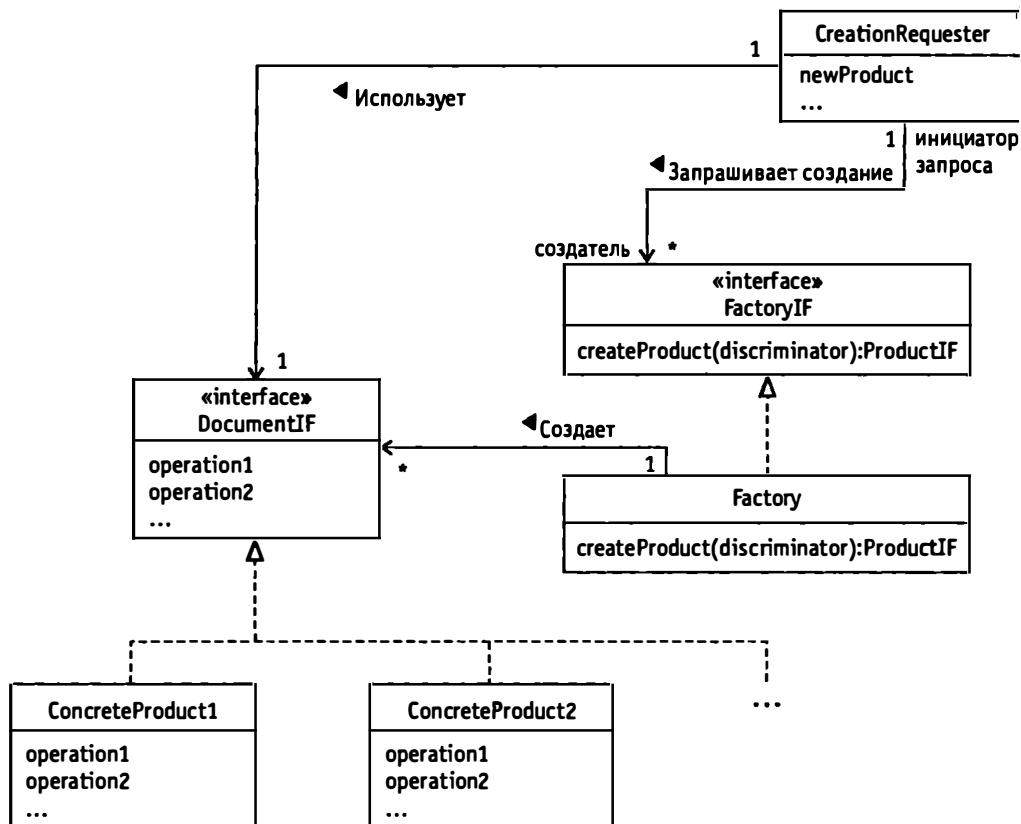 CreationRequester
1
newProduct
...
◄ Использует
1 инициатор
запроса
◄ Запрашивает создание
создатель *
«interface»
FactoryIF
createProduct(discriminator):ProductIF
1
«interface»
DocumentIF
operation1
operation2
...
◄ Создает
* 1
Factory
createProduct(discriminator):ProductIF
ConcreteProduct1
operation1
operation2
...
ConcreteProduct2
operation1
operation2
...
...